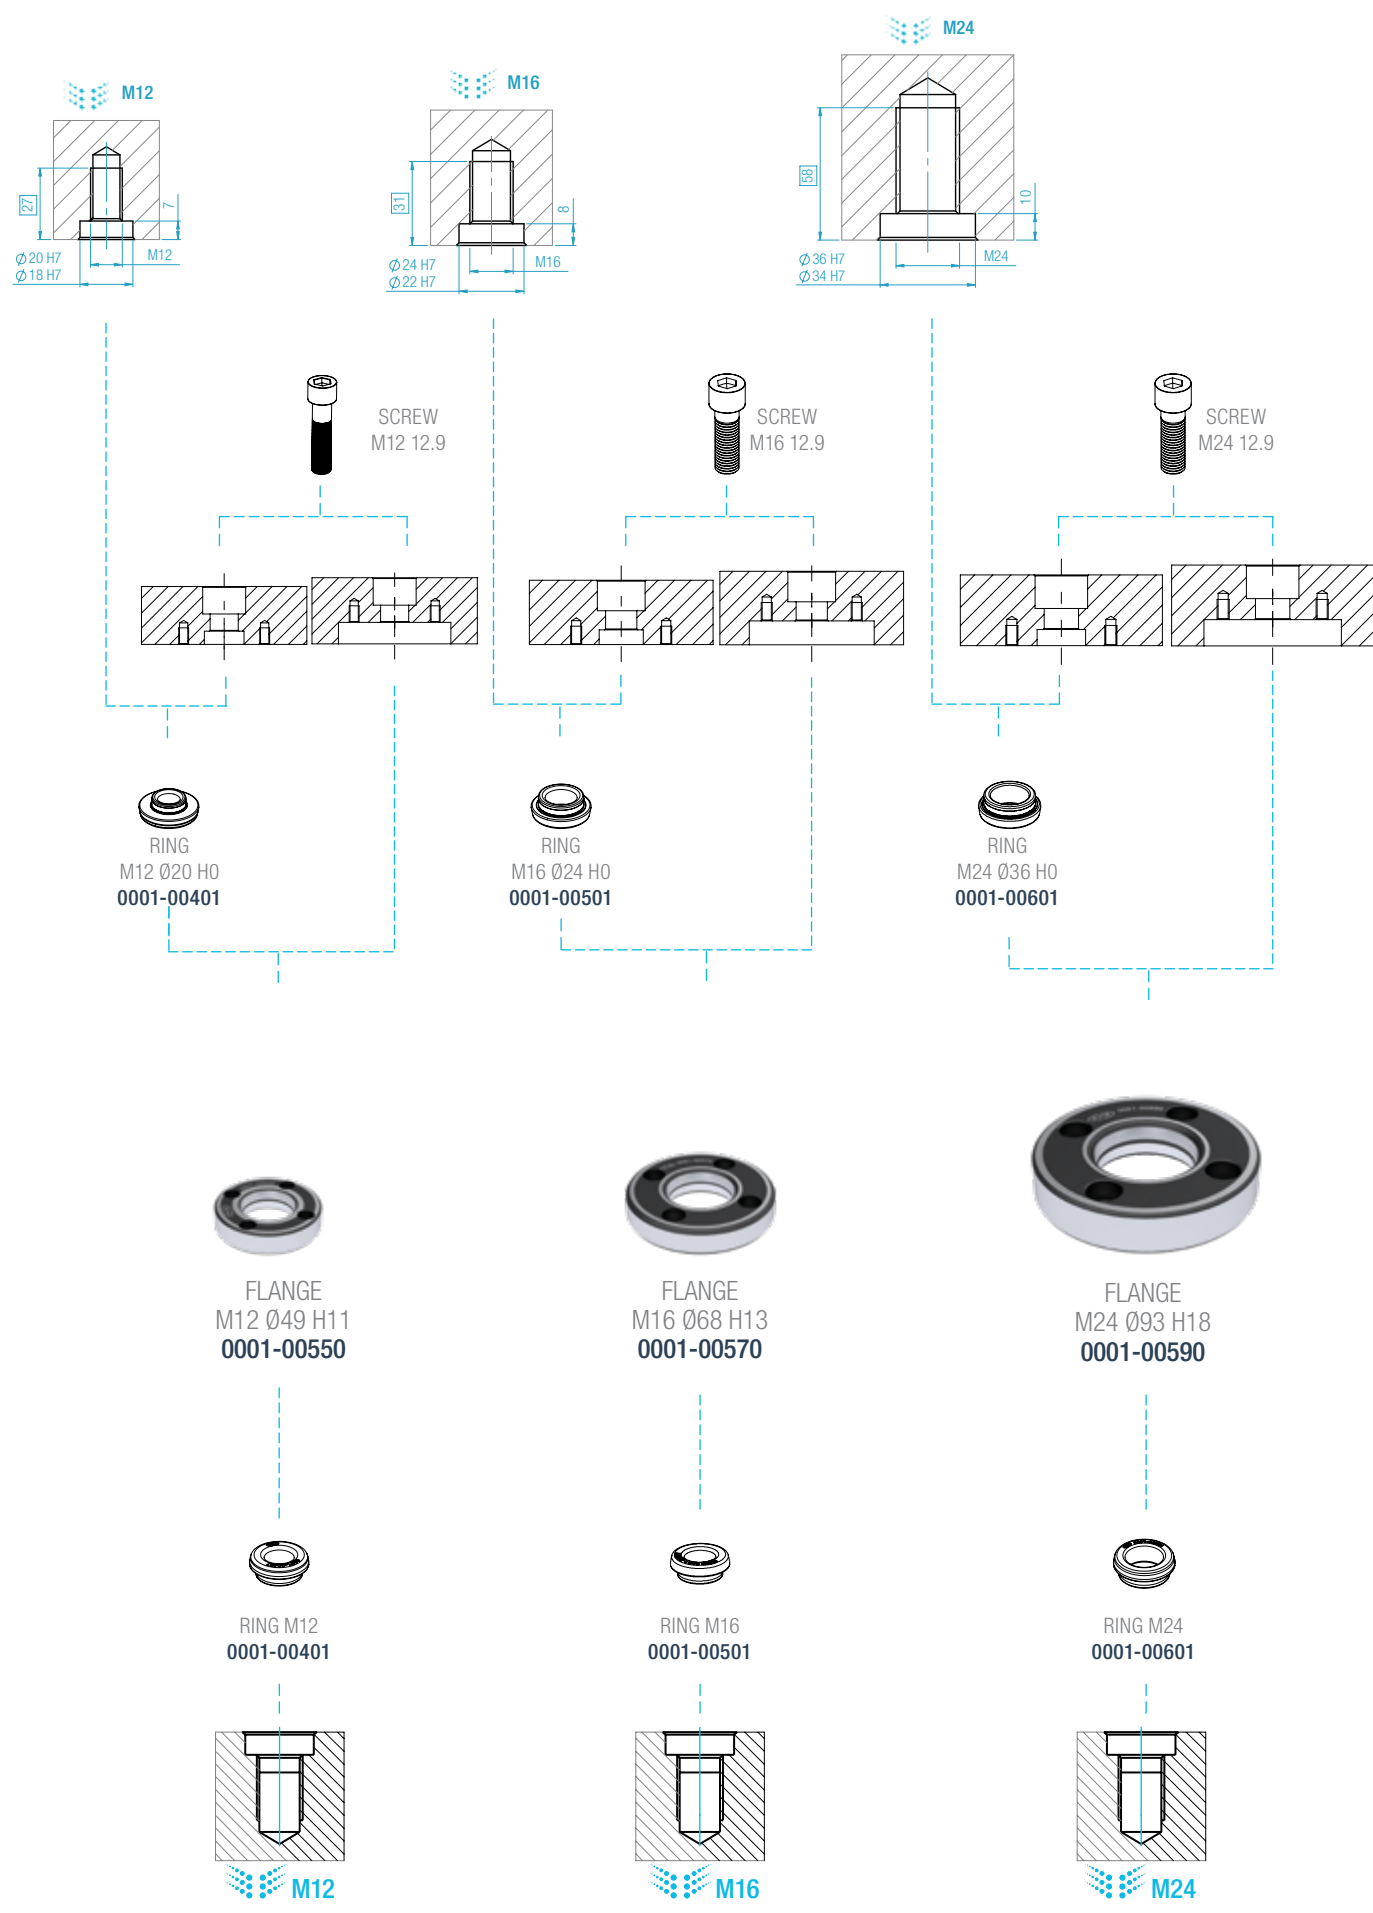 M12
M16
M24
27
7
Ø20 H7
Ø18 H7
M12
31
8
Ø24 H7
Ø22 H7
M16
58
10
Ø36 H7
Ø34 H7
M24
SCREW
M12 12.9
SCREW
M16 12.9
SCREW
M24 12.9
RING
M12 Ø20 H0
0001-00401
RING
M16 Ø24 H0
0001-00501
RING
M24 Ø36 H0
0001-00601
FLANGE
M12 Ø49 H11
0001-00550
FLANGE
M16 Ø68 H13
0001-00570
FLANGE
M24 Ø93 H18
0001-00590
RING M12
0001-00401
RING M16
0001-00501
RING M24
0001-00601
M12
M16
M24